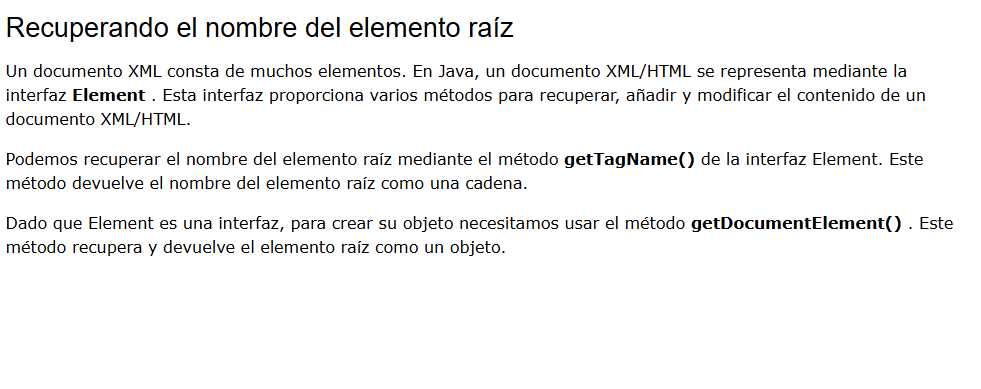 Recuperando el nombre del elemento raíz
Un documento XML consta de muchos elementos. En Java, un documento XML/HTML se representa mediante la
interfaz Element . Esta interfaz proporciona varios métodos para recuperar, añadir y modificar el contenido de un
documento XML/HTML.
Podemos recuperar el nombre del elemento raíz mediante el método getTagName() de la interfaz Element. Este
método devuelve el nombre del elemento raíz como una cadena.
Dado que Element es una interfaz, para crear su objeto necesitamos usar el método getDocumentElement() . Este
método recupera y devuelve el elemento raíz como un objeto.